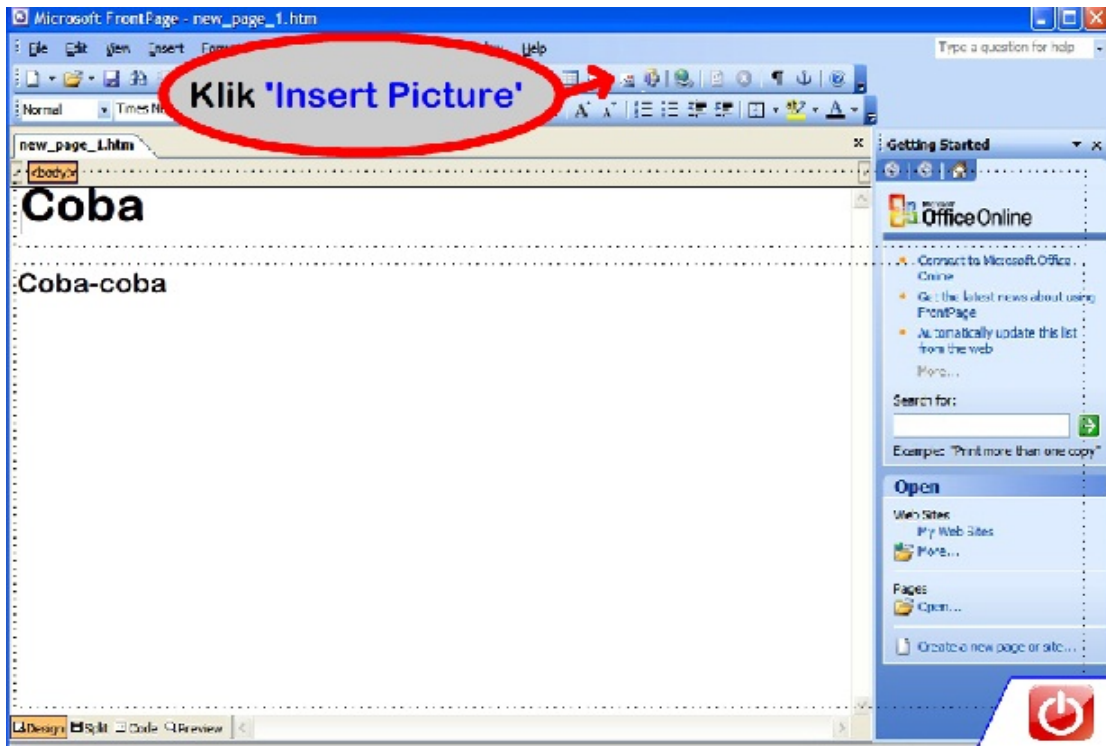 Microsoft FrontPage - new_page_1.htm
File Edit View Insert Help
Type a question for help
Klik 'Insert Picture'
Normal Times
new_page_1.htm
<body>
Coba
Coba-coba
Getting Started
Microsoft
Office Online
Connect to Microsoft Office
Online
Get the latest news about using
FrontPage
Automatically update this list
from the web
More...
Search for:
Example: "Print more than one copy"
Open
Web Sites
My Web Sites
More...
Pages
Open...
Create a new page or site...
Design Split Code Preview